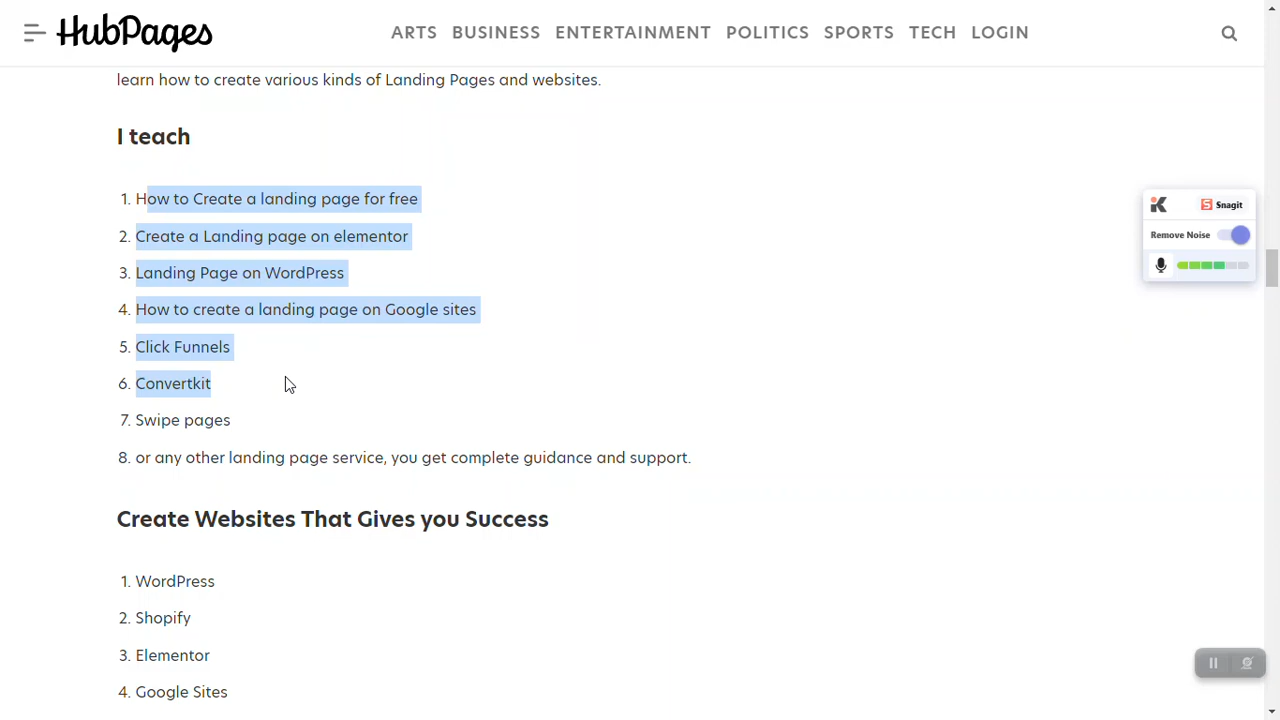 HubPages
ARTS BUSINESS ENTERTAINMENT POLITICS SPORTS TECH LOGIN
learn how to create various kinds of Landing Pages and websites.
I teach
1. How to Create a landing page for free
2. Create a Landing page on elementor
3. Landing Page on WordPress
4. How to create a landing page on Google sites
5. Click Funnels
6. Convertkit
7. Swipe pages
8. or any other landing page service, you get complete guidance and support.
Create Websites That Gives you Success
1. WordPress
2. Shopify
3. Elementor
4. Google Sites
S Snagit
Remove Noise